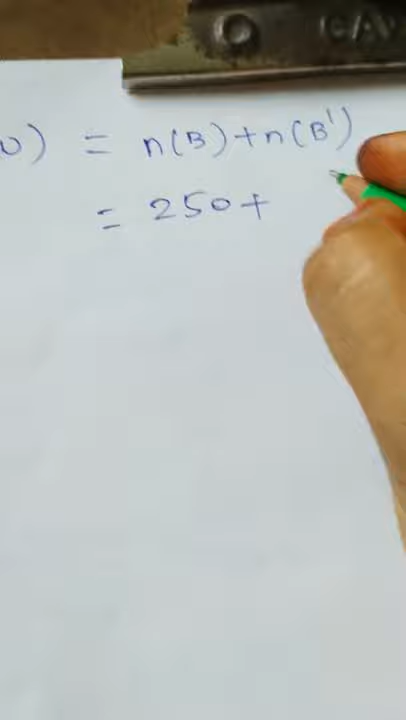 U) = n(B) + n(B')
= 250 +